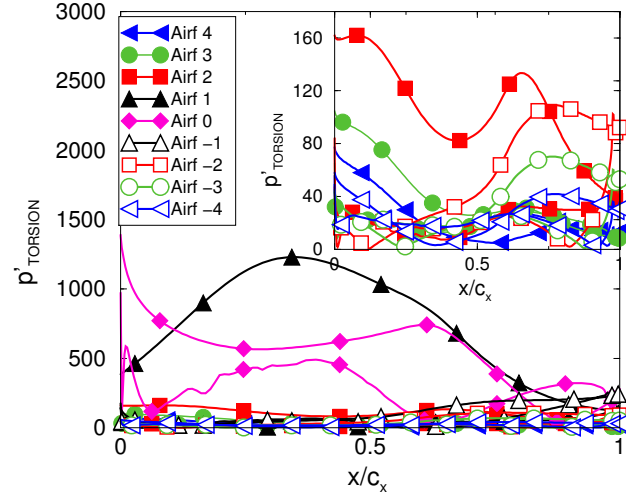 3000
2500
2000
1500
1000
500
0
p'TORSION
Airf 4
Airf 3
Airf 2
Airf 1
Airf 0
Airf -1
Airf -2
Airf -3
Airf -4
160
120
80
40
0
p'TORSION
0 0.5 1
x/cx
0 0.5 1
x/cx